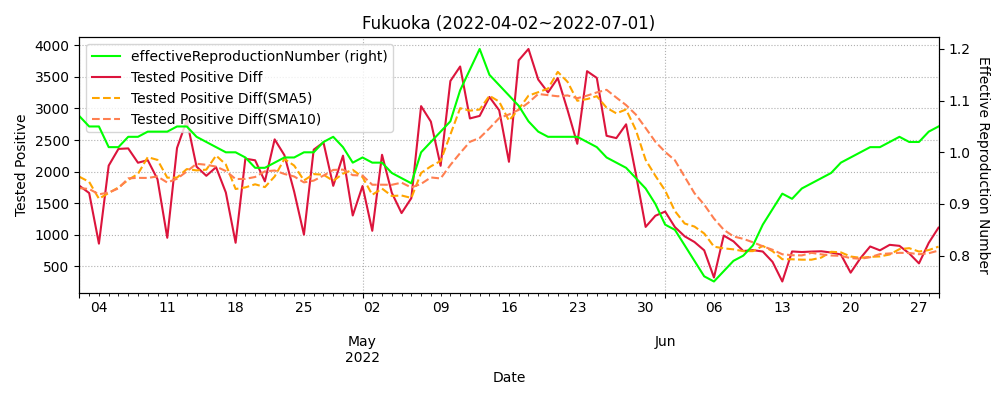 Fukuoka (2022-04-02~2022-07-01)
effectiveReproductionNumber (right)
Tested Positive Diff
Tested Positive Diff(SMA5)
Tested Positive Diff(SMA10)
Tested Positive
4000
3500
3000
2500
2000
1500
1000
500
1.2
1.1
1.0
0.9
0.8
Effective Reproduction Number
04 11 18 25 02 09 16 23 30 06 13 20 27
May Jun
2022
Date